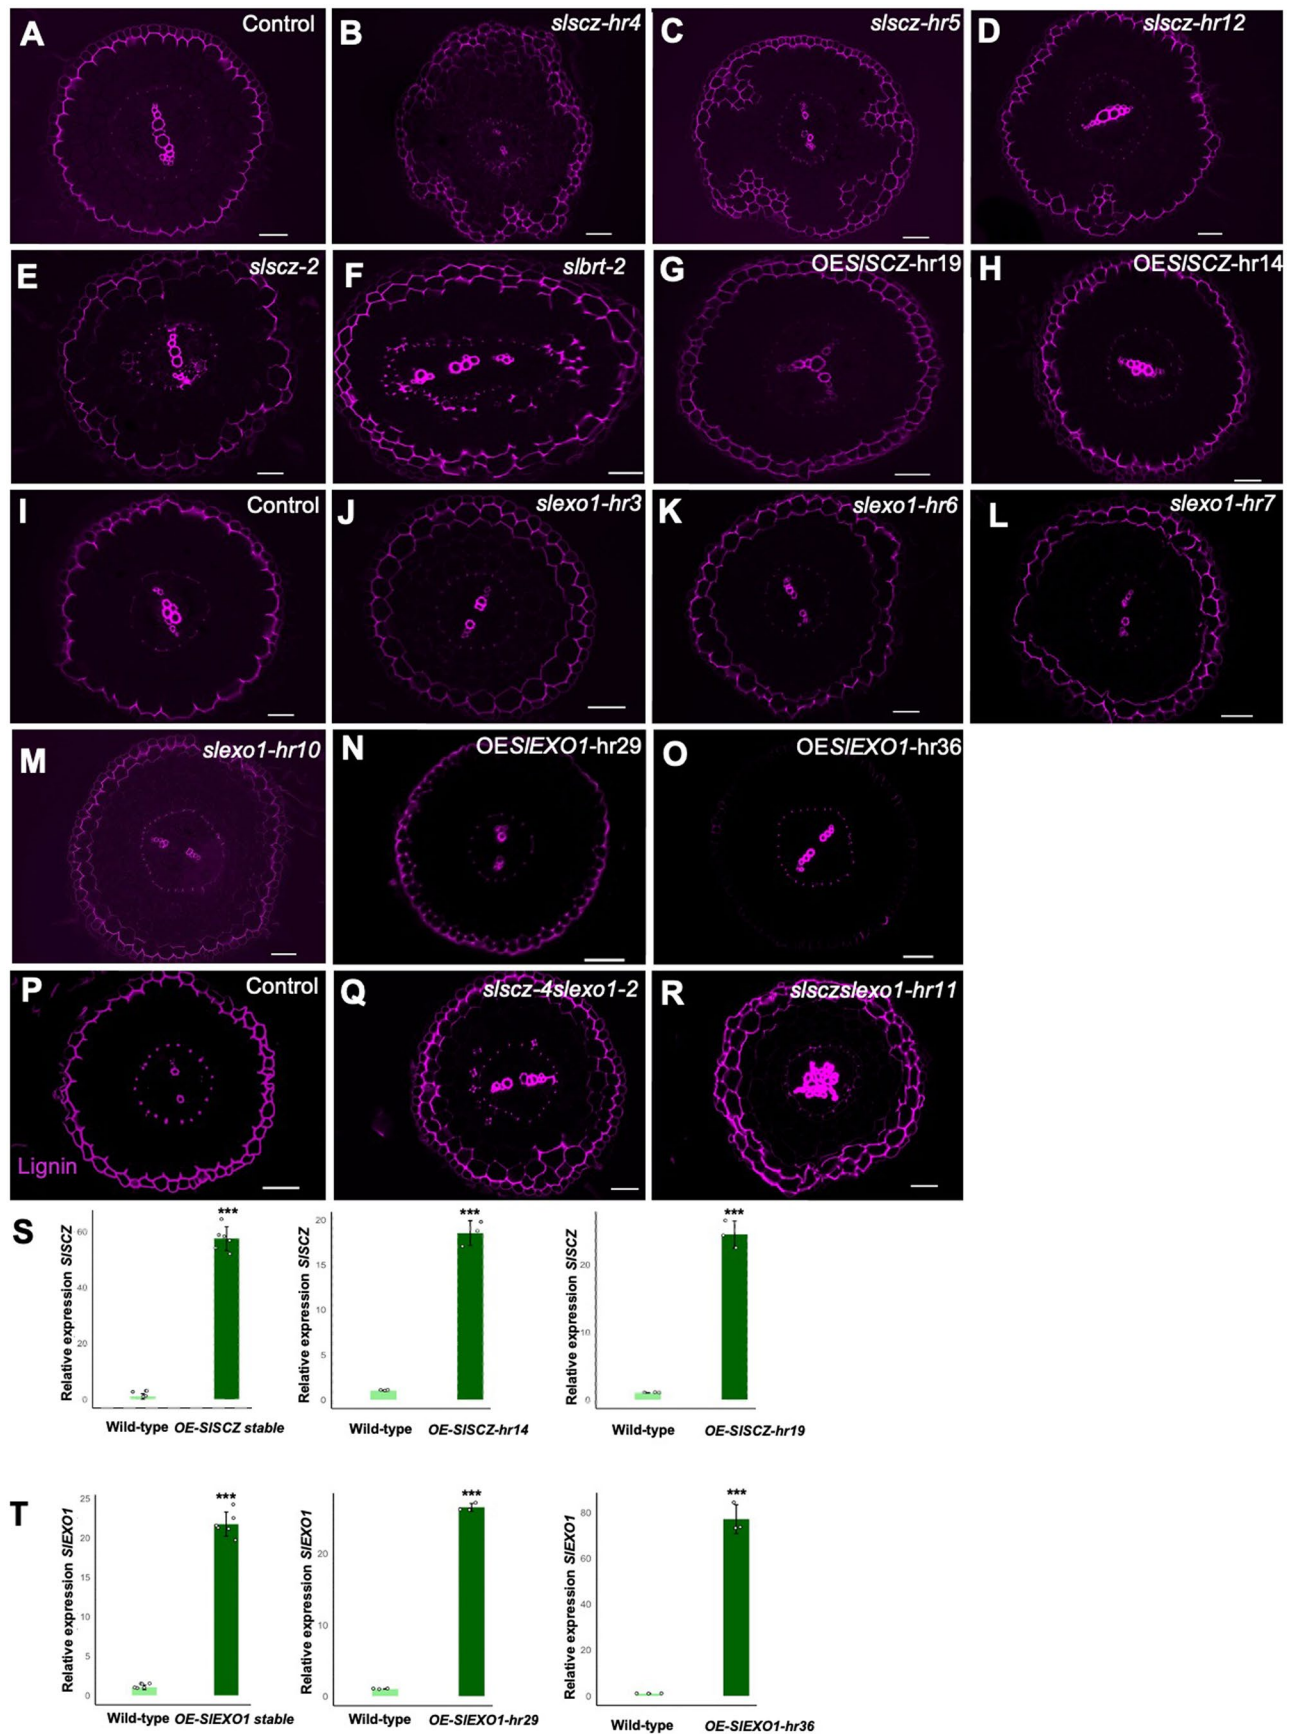 A Control
B slscz-hr4
C slscz-hr5
D slscz-hr12
E slscz-2
F slbrt-2
G OESlSCZ-hr19
H OESlSCZ-hr14
I Control
J slexo1-hr3
K slexo1-hr6
L slexo1-hr7
M slexo1-hr10
N OESlEXO1-hr29
O OESlEXO1-hr36
P Control
Lignin
Q slscz-4slexo1-2
R slsczslexo1-hr11
S
Relative expression SlSCZ
60
40
20
0
***
Wild-type OE-SlSCZ stable
Relative expression SlSCZ
20
15
10
5
0
***
Wild-type OE-SlSCZ-hr14
Relative expression SlSCZ
20
10
0
***
Wild-type OE-SlSCZ-hr19
T
Relative expression SlEXO1
25
20
15
10
5
0
***
Wild-type OE-SlEXO1 stable
Relative expression SlEXO1
20
10
0
***
Wild-type OE-SlEXO1-hr29
Relative expression SlEXO1
80
60
40
20
0
***
Wild-type OE-SlEXO1-hr36